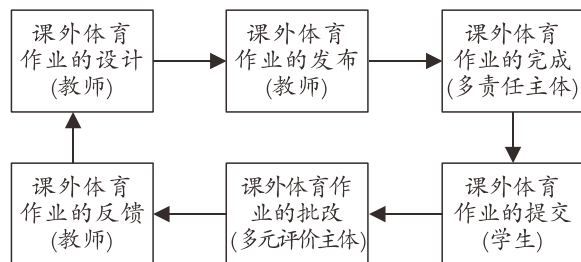 课外体育
作业的设计
(教师)
课外体育
作业的发布
(教师)
课外体育
作业的完成
(多责任主体)
课外体育
作业的反馈
(教师)
课外体育作
业的批改
(多元评价主体)
课外体育
作业的提交
(学生)